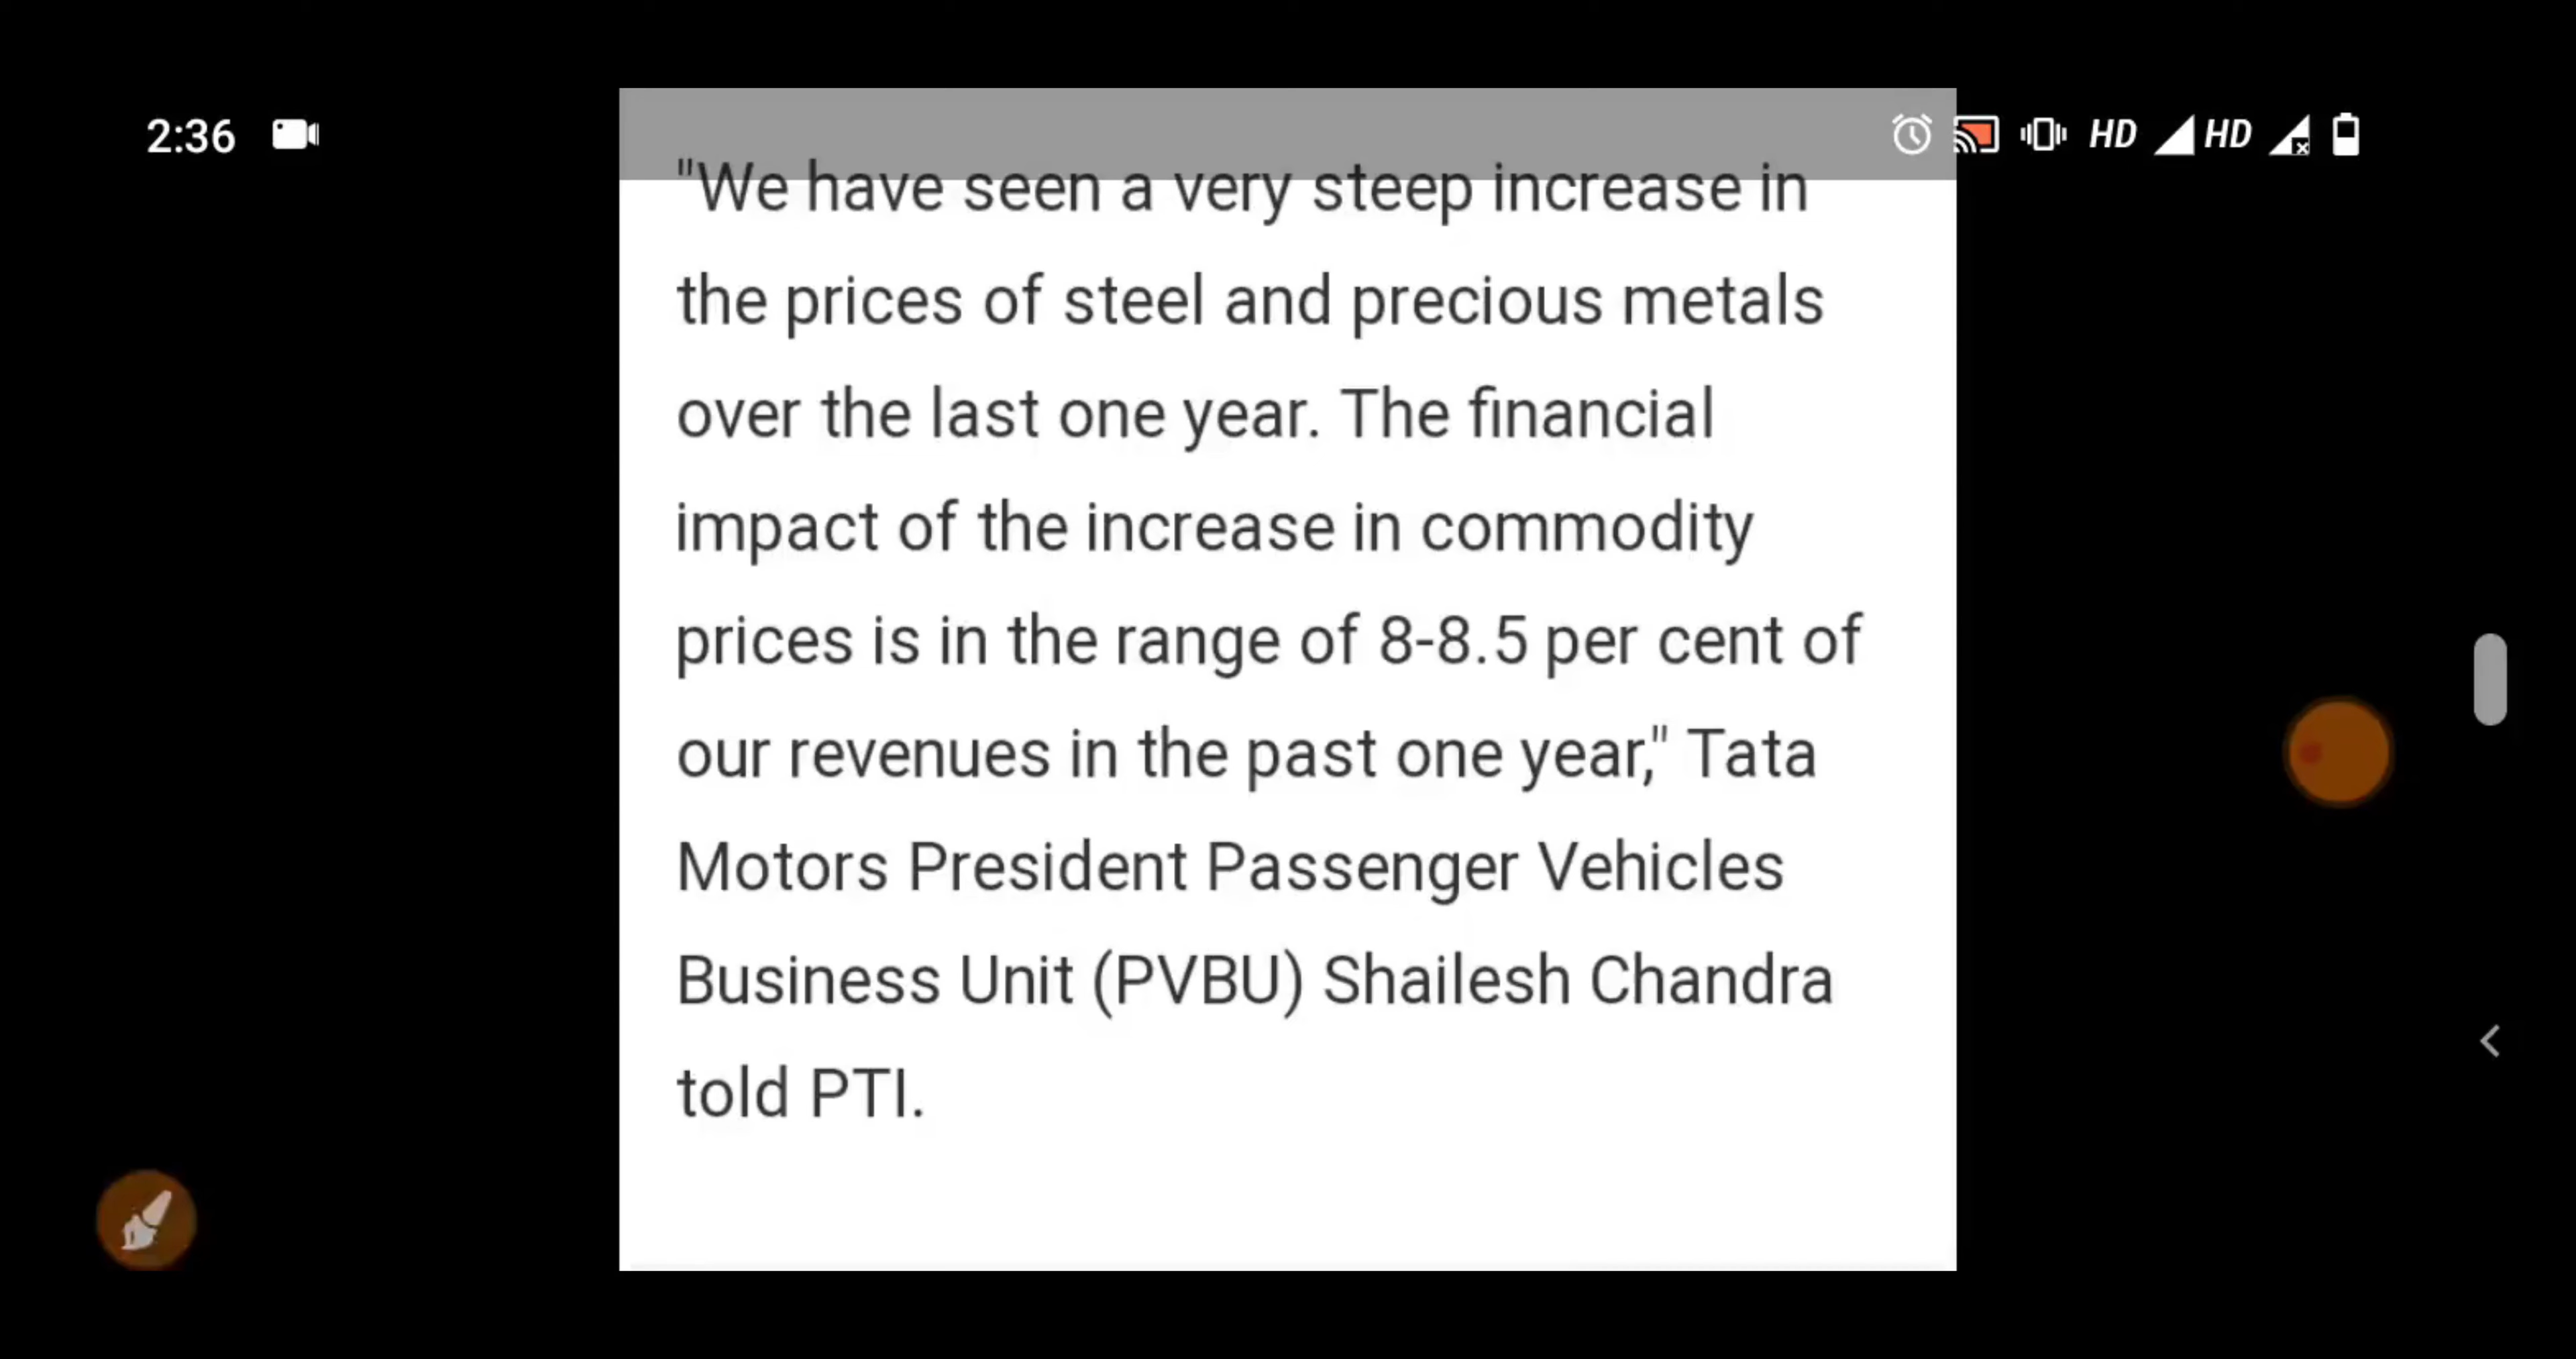 2:36
HD HD
"We have seen a very steep increase in
the prices of steel and precious metals
over the last one year. The financial
impact of the increase in commodity
prices is in the range of 8-8.5 per cent of
our revenues in the past one year," Tata
Motors President Passenger Vehicles
Business Unit (PVBU) Shailesh Chandra
told PTI.